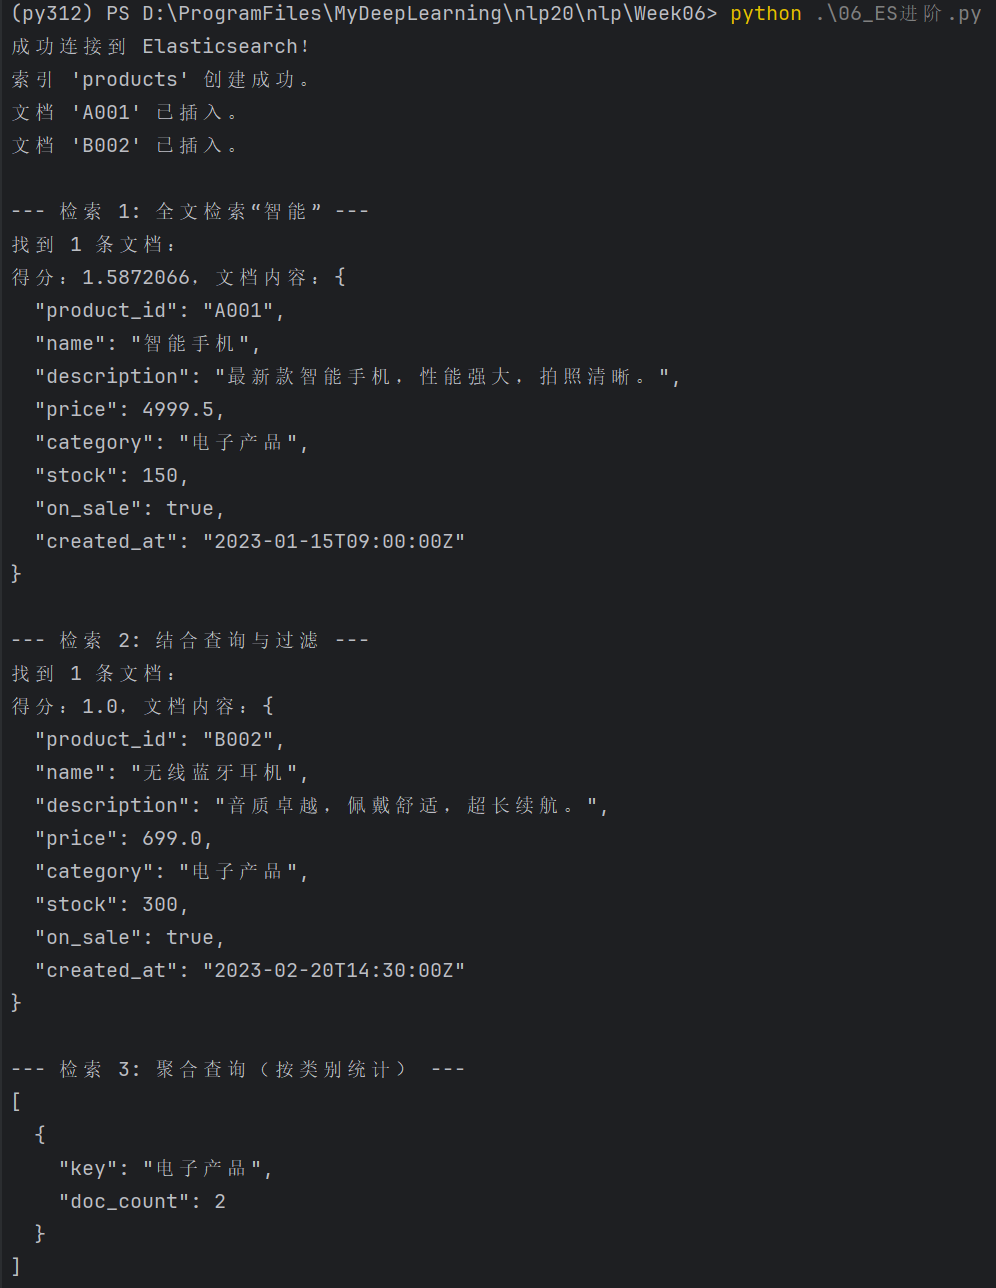 (py312) PS D:\ProgramFiles\MyDeepLearning\nlp20\nlp\Week06> python .\06_ES进阶.py
成功连接到 Elasticsearch!
索引 'products' 创建成功。
文档 'A001' 已插入。
文档 'B002' 已插入。
--- 检索 1: 全文检索“智能” ---
找到 1 条文档:
得分: 1.5872066, 文档内容: {
  "product_id": "A001",
  "name": "智能手机",
  "description": "最新款智能手机，性能强大，拍照清晰。",
  "price": 4999.5,
  "category": "电子产品",
  "stock": 150,
  "on_sale": true,
  "created_at": "2023-01-15T09:00:00Z"
}
--- 检索 2: 结合查询与过滤 ---
找到 1 条文档:
得分: 1.0, 文档内容: {
  "product_id": "B002",
  "name": "无线蓝牙耳机",
  "description": "音质卓越，佩戴舒适，超长续航。",
  "price": 699.0,
  "category": "电子产品",
  "stock": 300,
  "on_sale": true,
  "created_at": "2023-02-20T14:30:00Z"
}
--- 检索 3: 聚合查询（按类别统计） ---
[
  {
    "key": "电子产品",
    "doc_count": 2
  }
]